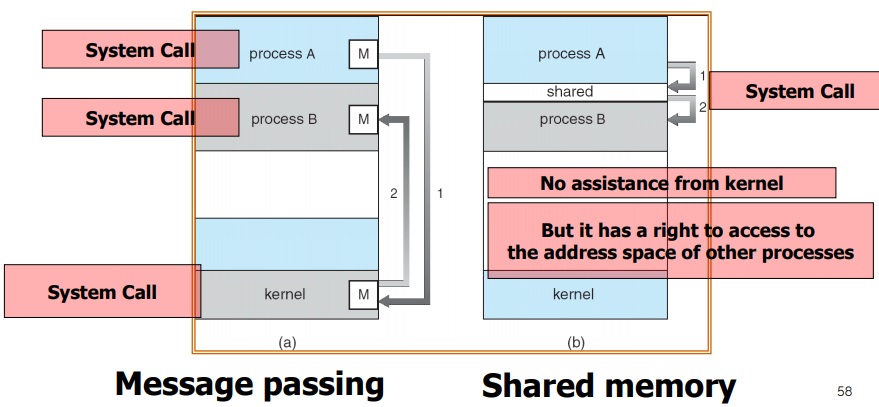 System Call
process A
M
System Call
process B
M
2
1
System Call
kernel
M
(a)
Message passing
process A
1
shared
System Call
2
process B
No assistance from kernel
But it has a right to access to
the address space of other processes
kernel
(b)
Shared memory
58